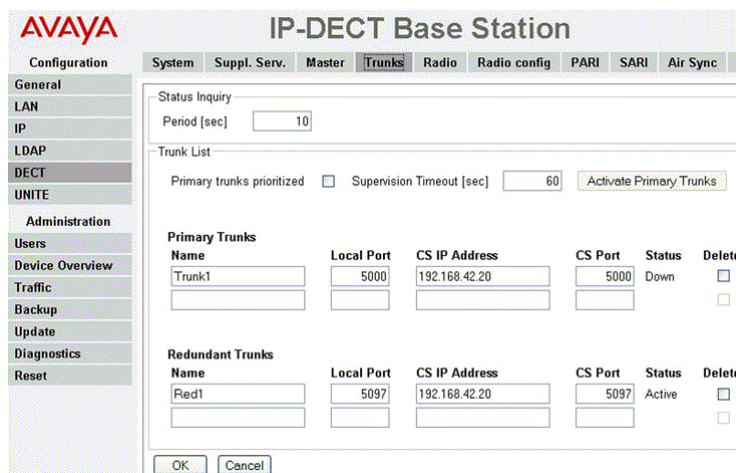 AVAYA
IP-DECT Base Station
Configuration
System Suppl. Serv. Master Trunks Radio Radio config PARI SARI Air Sync
General
LAN
IP
LDAP
DECT
UNITE
Administration
Users
Device Overview
Traffic
Backup
Update
Diagnostics
Reset
Status Inquiry
Period [sec] 10
Trunk List
Primary trunks prioritized Supervision Timeout [sec] 60 Activate Primary Trunks
Primary Trunks
Name Local Port CS IP Address CS Port Status Delete
Trunk1 5000 192.168.42.20 5000 Down
Redundant Trunks
Name Local Port CS IP Address CS Port Status Delete
Red1 5097 192.168.42.20 5097 Active
OK Cancel